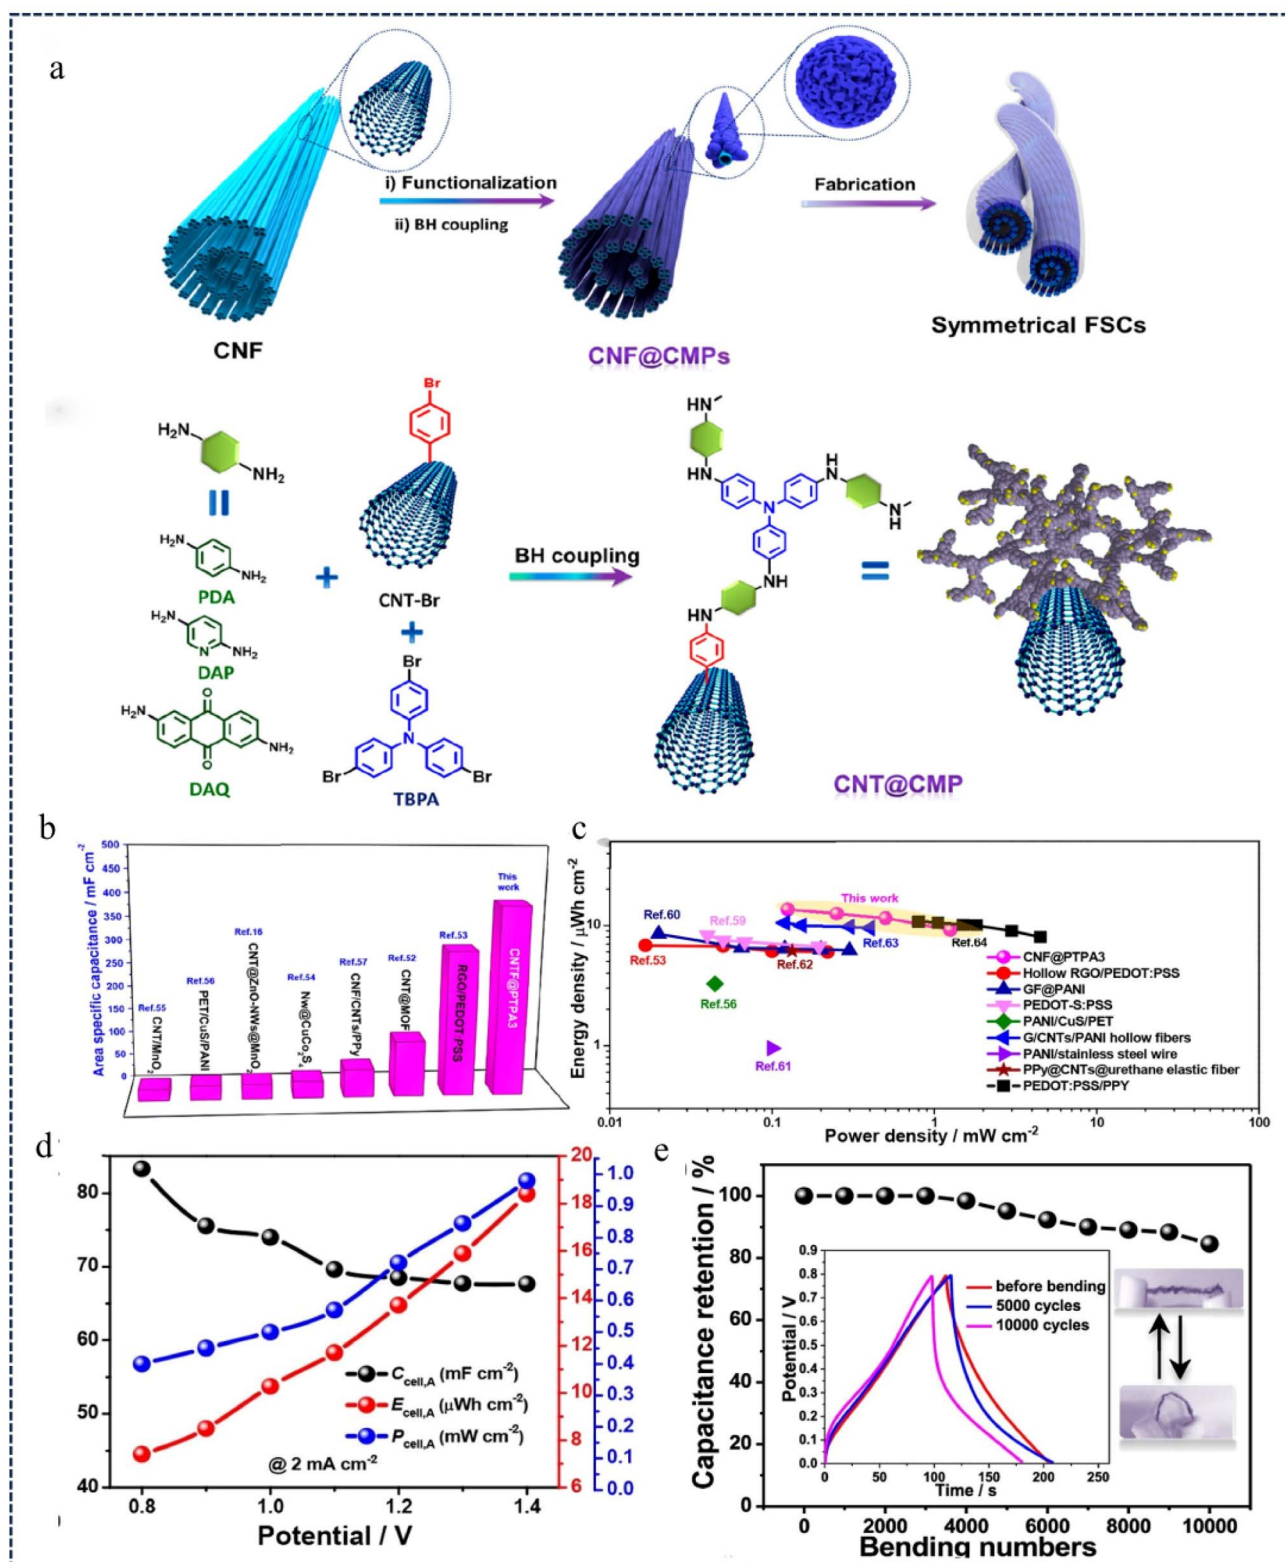 a
i) Functionalization
ii) BH coupling
Fabrication
CNF
CNF@CMPs
Symmetrical FSCs
H₂N
NH₂
H₂N
NH₂
PDA
H₂N
N
NH₂
DAP
O
H₂N
NH₂
O
DAQ
Br
CNT-Br
Br
N
Br
Br
TBPA
BH coupling
HN
HN
H
N
N
N
H
NH
HN
CNT@CMP
b
Area specific capacitance / mF cm⁻²
500
450
400
350
300
250
200
150
100
50
0
Ref.55
CNT/MnO₂
Ref.56
PET/CuS/PANI
Ref.16
CNT@ZnO-NWs@MnO₂
Ref.54
Nw@CuCo₂S₄
Ref.57
CNF/CNTs/PPy
Ref.52
CNT@MOF
Ref.53
RGO/PEDOT:PSS
This
work
CNTF@PTPA3
c
Energy density / μWh cm⁻²
10
1
0.01
0.1
1
10
100
Power density / mW cm⁻²
This work
Ref.60
Ref.59
Ref.53
Ref.63
Ref.64
Ref.62
Ref.56
Ref.61
CNF@PTPA3
Hollow RGO/PEDOT:PSS
GF@PANI
PEDOT-S:PSS
PANI/CuS/PET
G/CNTs/PANI hollow fibers
PANI/stainless steel wire
PPy@CNTs@urethane elastic fiber
PEDOT:PSS/PPY
d
80
70
60
50
40
20
18
16
14
12
10
8
6
1.0
0.9
0.8
0.7
0.6
0.5
0.4
0.3
0.2
0.1
0.0
C cell,A (mF cm⁻²)
E cell,A (μWh cm⁻²)
P cell,A (mW cm⁻²)
@ 2 mA cm⁻²
0.8
1.0
1.2
1.4
Potential / V
e
Capacitance retention / %
100
80
60
40
20
0
Potential / V
0.9
0.8
0.7
0.6
0.5
0.4
0.3
0.2
0.1
0.0
before bending
5000 cycles
10000 cycles
0
50
100
150
200
250
Time / s
0
2000
4000
6000
8000
10000
Bending numbers